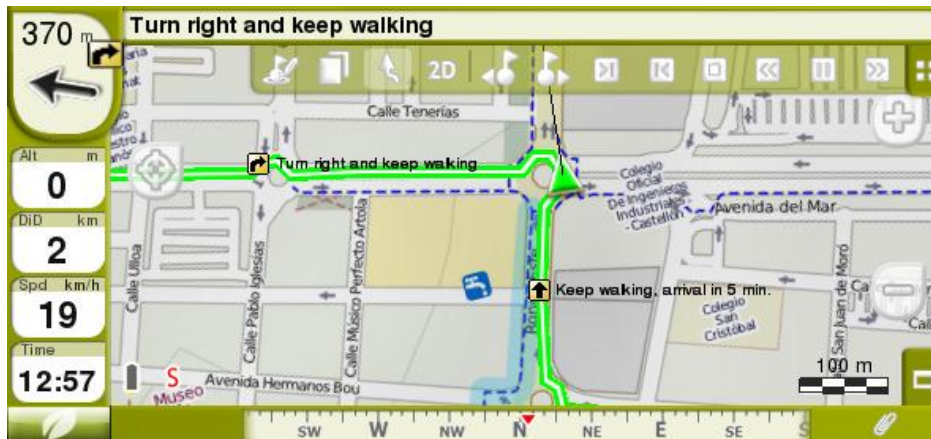 370 m
Turn right and keep walking
2D
Calle Tenerías
Alt m
0
Turn right and keep walking
Colegio
Oficial
De Ingenieros
Industriales
- Castellón
DiD km
2
Avenida del Mar
Calle Ulloa
Calle Pablo Iglesias
Calle Músico Perfecto Artola
San Juan de Moró
Spd km/h
19
Keep walking, arrival in 5 min.
Colegio
San
Cristóbal
Time
12:57
S
Museo
Avenida Hermanos Bou
100 m
SW W NW N NE E SE S